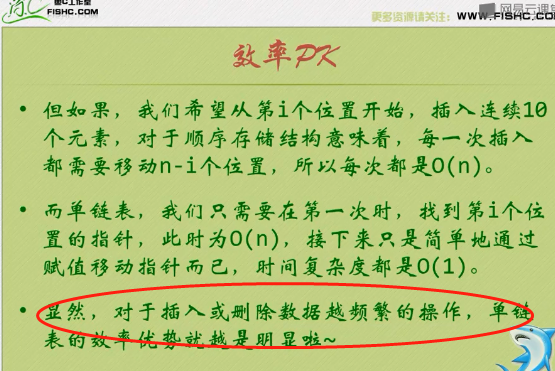 FISHC.COM
更多资源请关注：WWW.FISHC.COM
网易云课堂
效率PK
• 但如果，我们希望从第i个位置开始，插入连续10
个元素，对于顺序存储结构意味着，每一次插入
都需要移动n-i个位置，所以每次都是O(n)。
• 而单链表，我们只需要在第一次时，找到第i个位
置的指针，此时为O(n)，接下来只是简单地通过
赋值移动指针而已，时间复杂度都是O(1)。
• 显然，对于插入或删除数据越频繁的操作，单链
表的效率优势就越是明显啦~